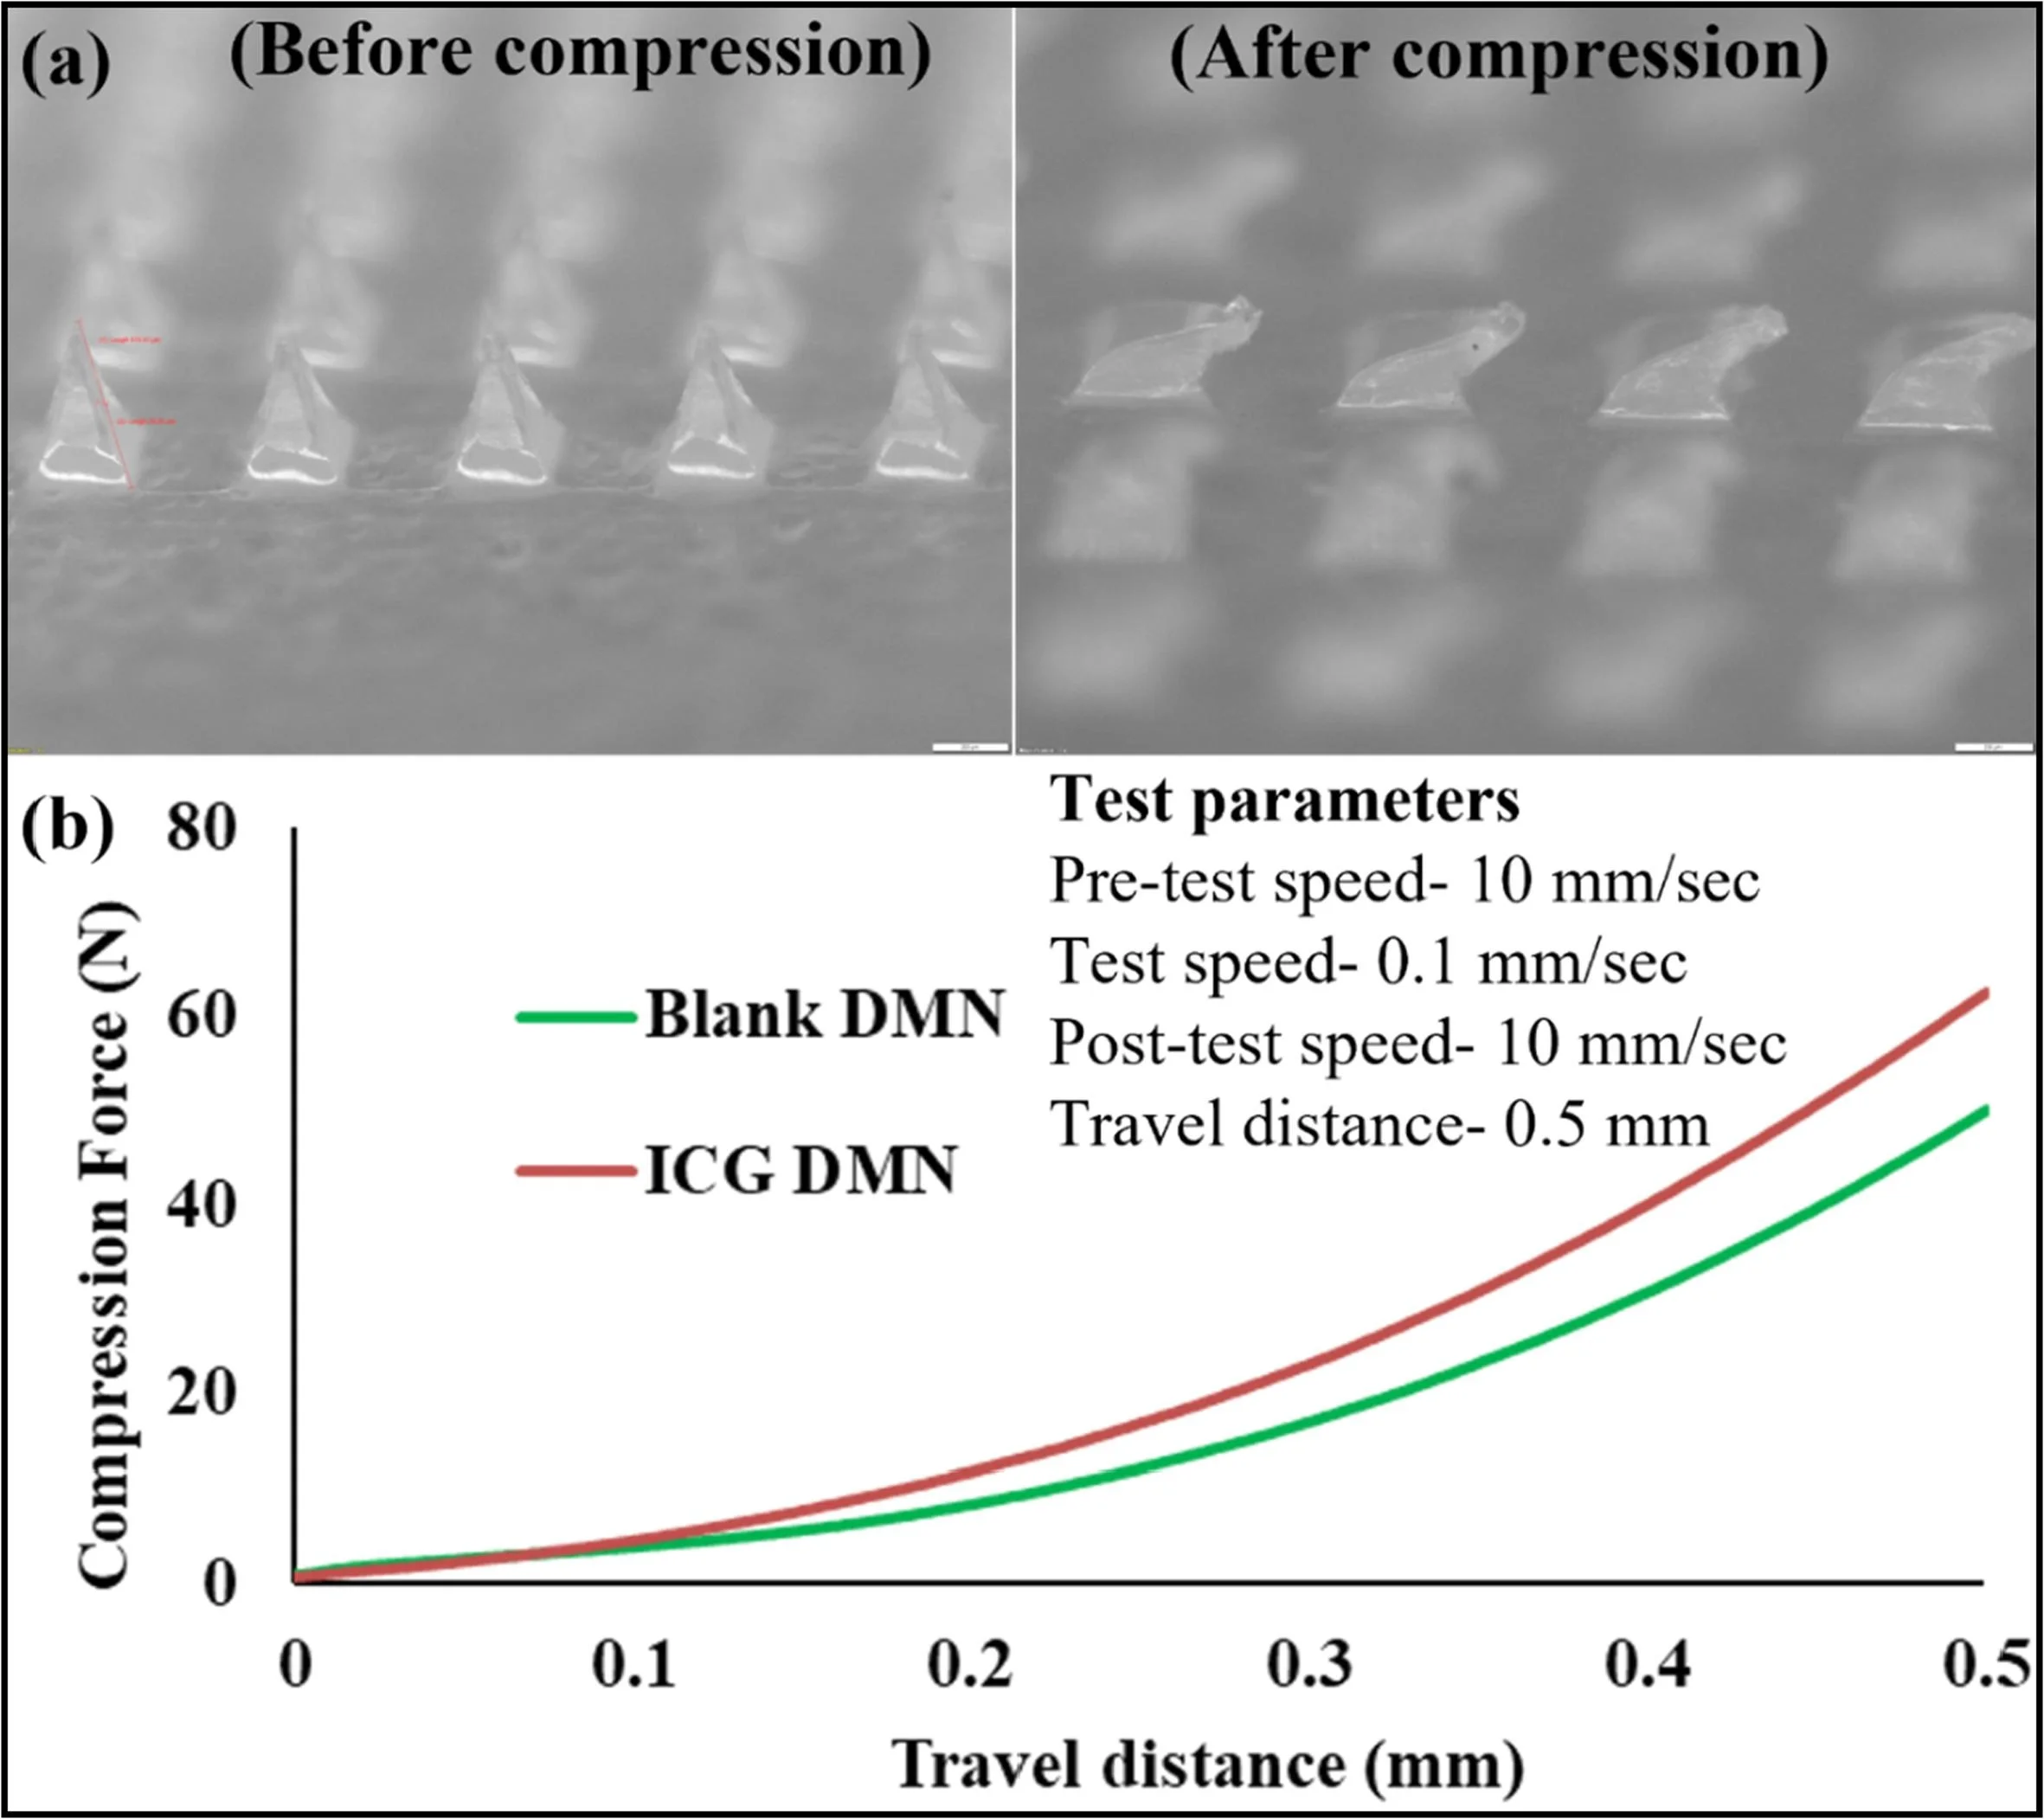 (a)
(Before compression)
(After compression)
(b)
80
60
40
20
0
Compression Force (N)
Blank DMN
ICG DMN
Test parameters
Pre-test speed- 10 mm/sec
Test speed- 0.1 mm/sec
Post-test speed- 10 mm/sec
Travel distance- 0.5 mm
0 0.1 0.2 0.3 0.4 0.5
Travel distance (mm)